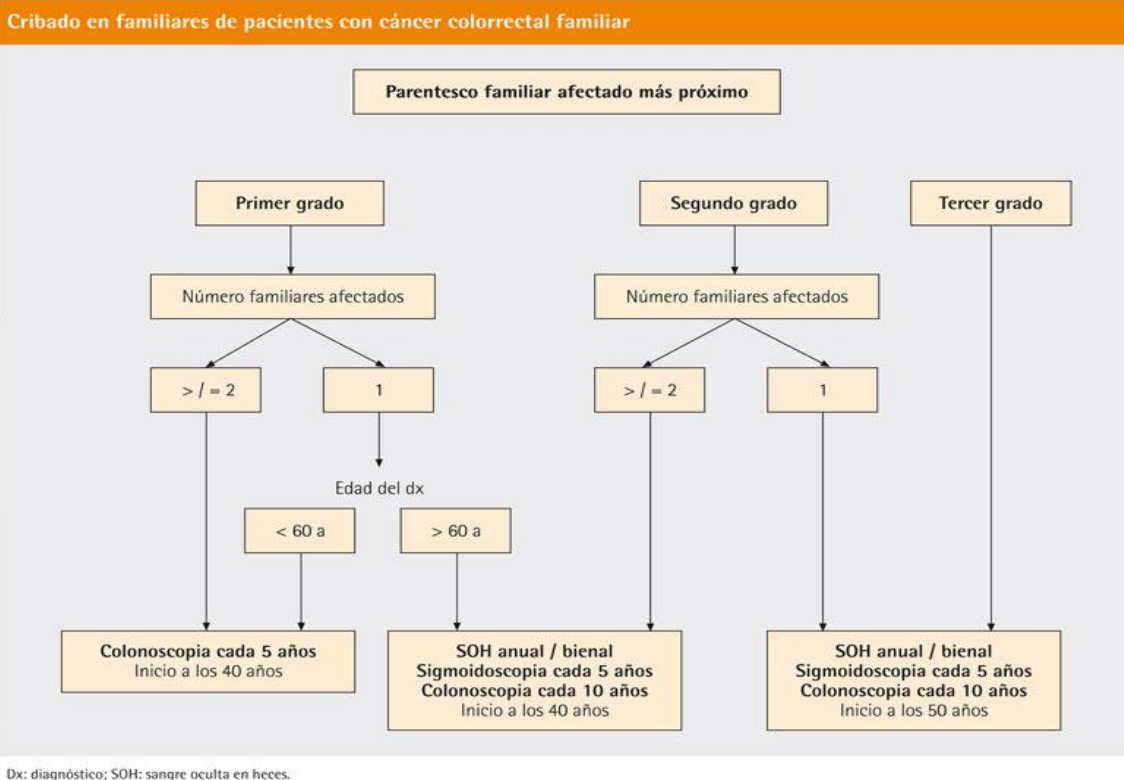 Cribado en familiares de pacientes con cáncer colorrectal familiar
Parentesco familiar afectado más próximo
Primer grado
Segundo grado
Tercer grado
Número familiares afectados
Número familiares afectados
> / = 2
1
> / = 2
1
Edad del dx
< 60 a
> 60 a
Colonoscopia cada 5 años
Inicio a los 40 años
SOH anual / bienal
Sigmoidoscopia cada 5 años
Colonoscopia cada 10 años
Inicio a los 40 años
SOH anual / bienal
Sigmoidoscopia cada 5 años
Colonoscopia cada 10 años
Inicio a los 50 años
Dx: diagnóstico; SOH: sangre oculta en heces.